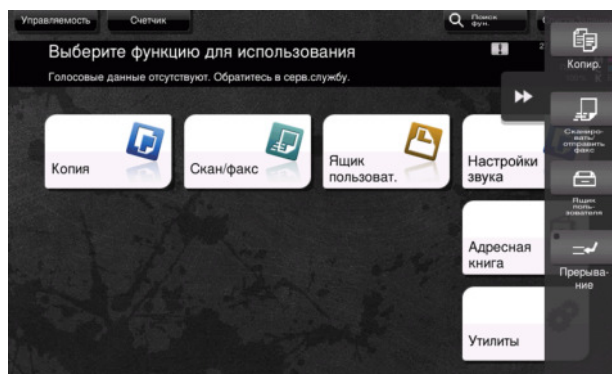 Управляемость
Счетчик
Поиск
фун.
Выберите функцию для использования
Голосовые данные отсутствуют. Обратитесь в серв.службу.
Копир.
Сканиро-
вать/
отправить
факс
Копия
Скан/факс
Ящик
пользоват.
Настройки
звука
Ящик
поль-
зователя
Адресная
книга
Прерыва-
ние
Утилиты